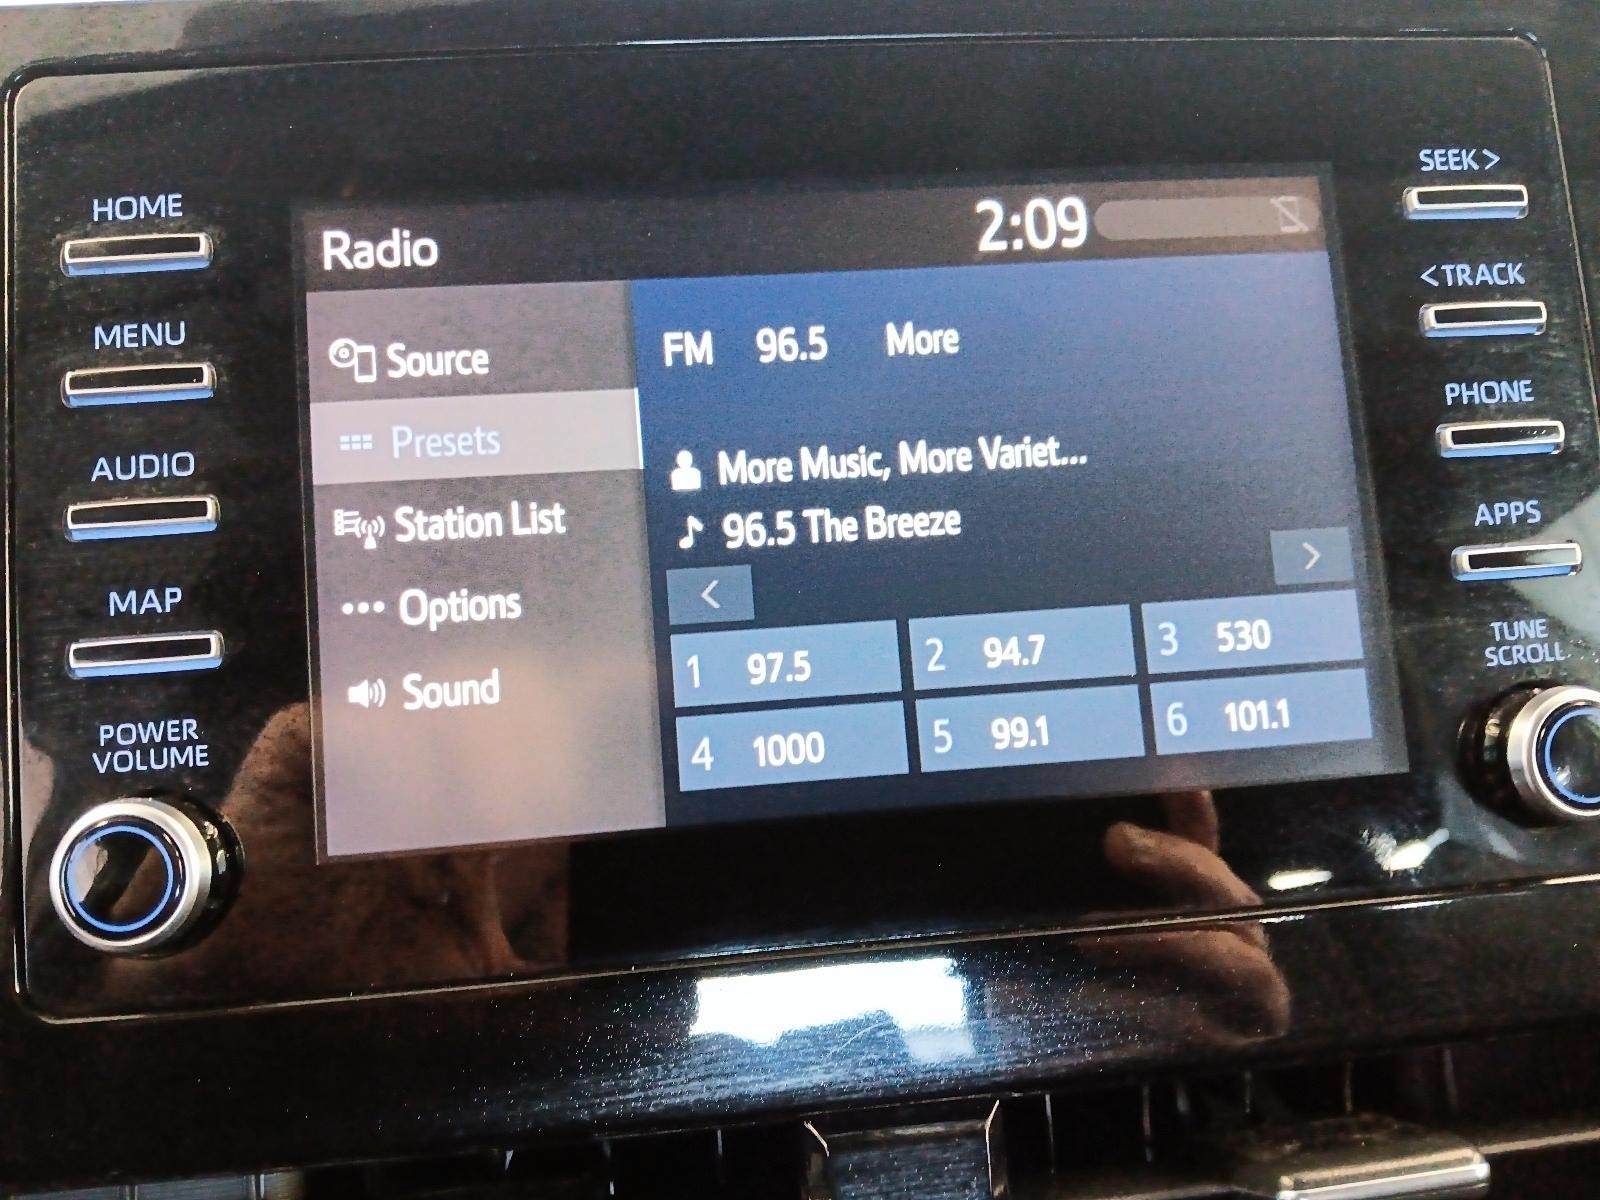 HOME
MENU
AUDIO
MAP
POWER
VOLUME
Radio
2:09
Source
Presets
Station List
Options
Sound
FM 96.5 More
More Music, More Variet...
96.5 The Breeze
<
>
1 97.5
2 94.7
3 530
4 1000
5 99.1
6 101.1
SEEK>
<TRACK
PHONE
APPS
TUNE
SCROLL